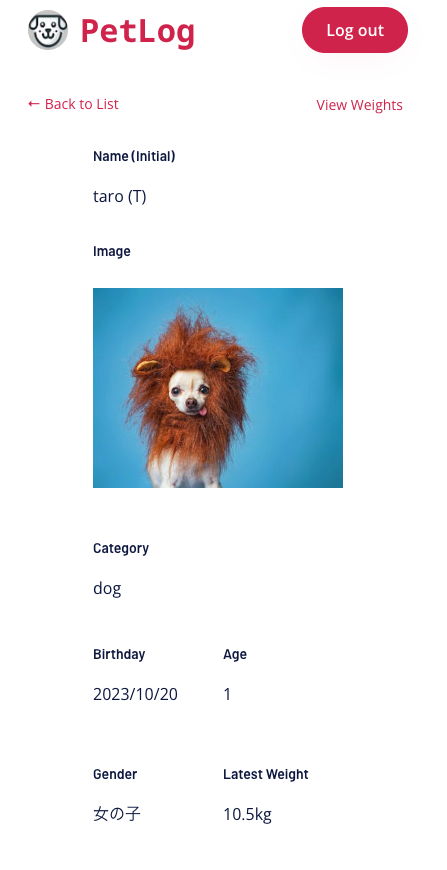 PetLog
Log out
← Back to List
View Weights
Name (Initial)
taro (T)
Image
Category
dog
Birthday
Age
2023/10/20
1
Gender
Latest Weight
女の子
10.5kg